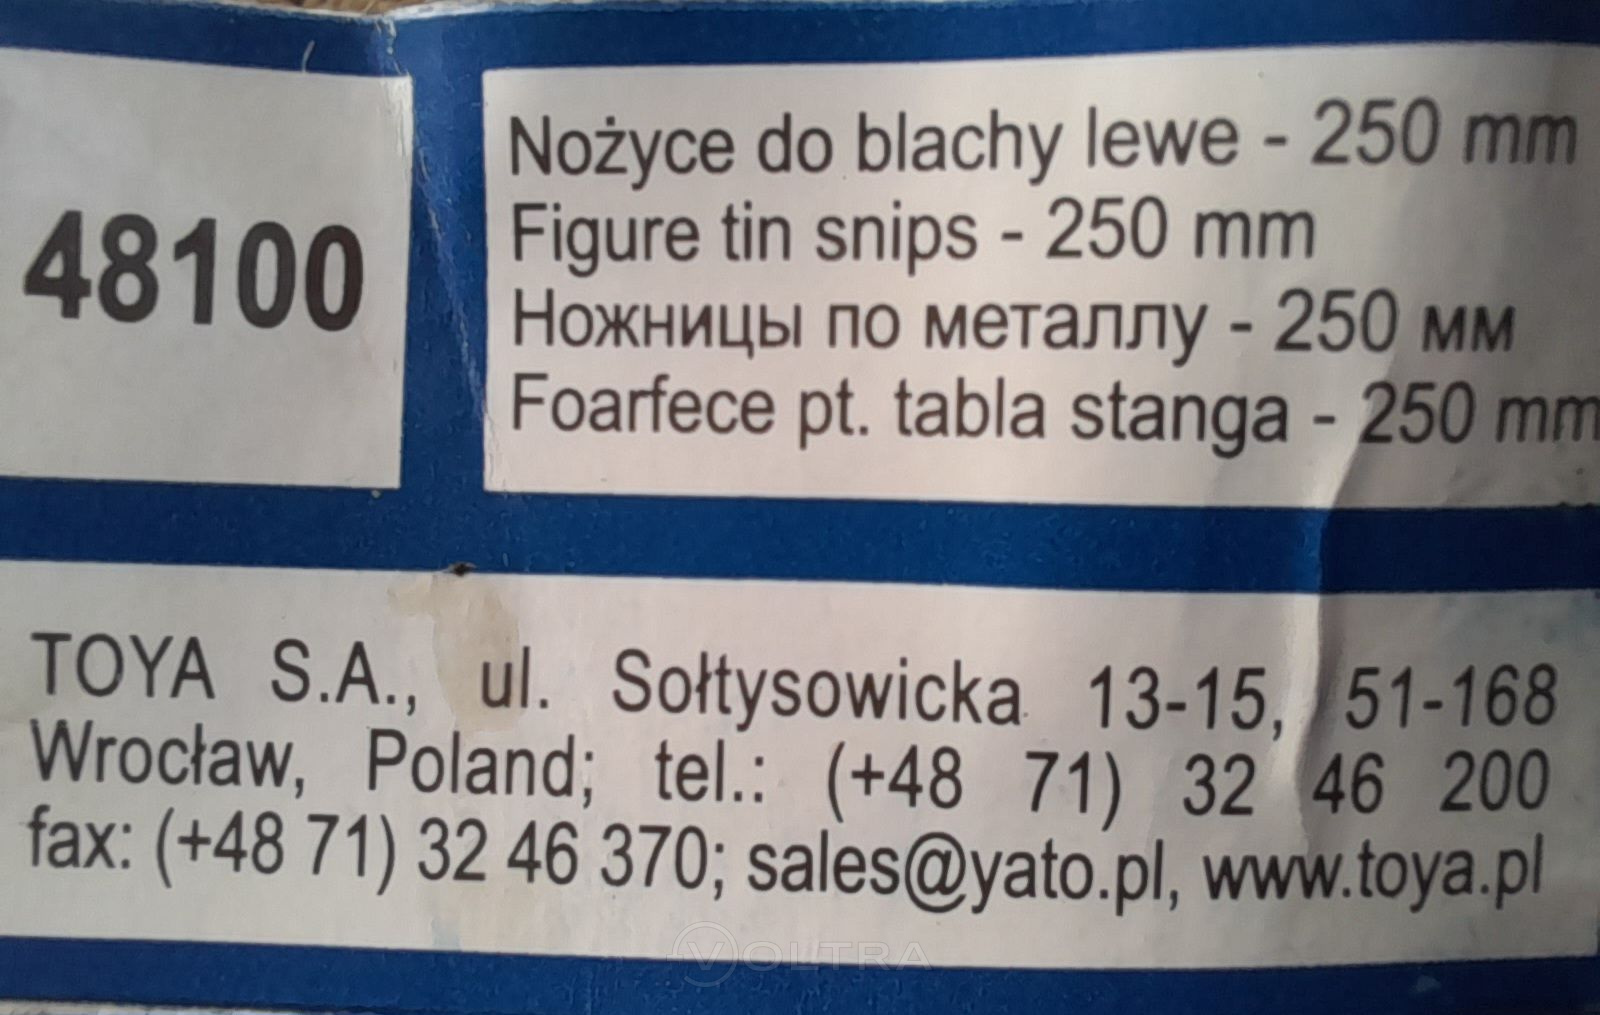 48100
Nożyce do blachy lewe - 250 mm
Figure tin snips - 250 mm
Ножницы по металлу - 250 мм
Foarfece pt. tabla stanga - 250 mm
TOYA S.A., ul. Sołtysowicka 13-15, 51-168
Wrocław, Poland; tel.: (+48 71) 32 46 200
fax: (+48 71) 32 46 370; sales@yato.pl, www.toya.pl
VOLTRA